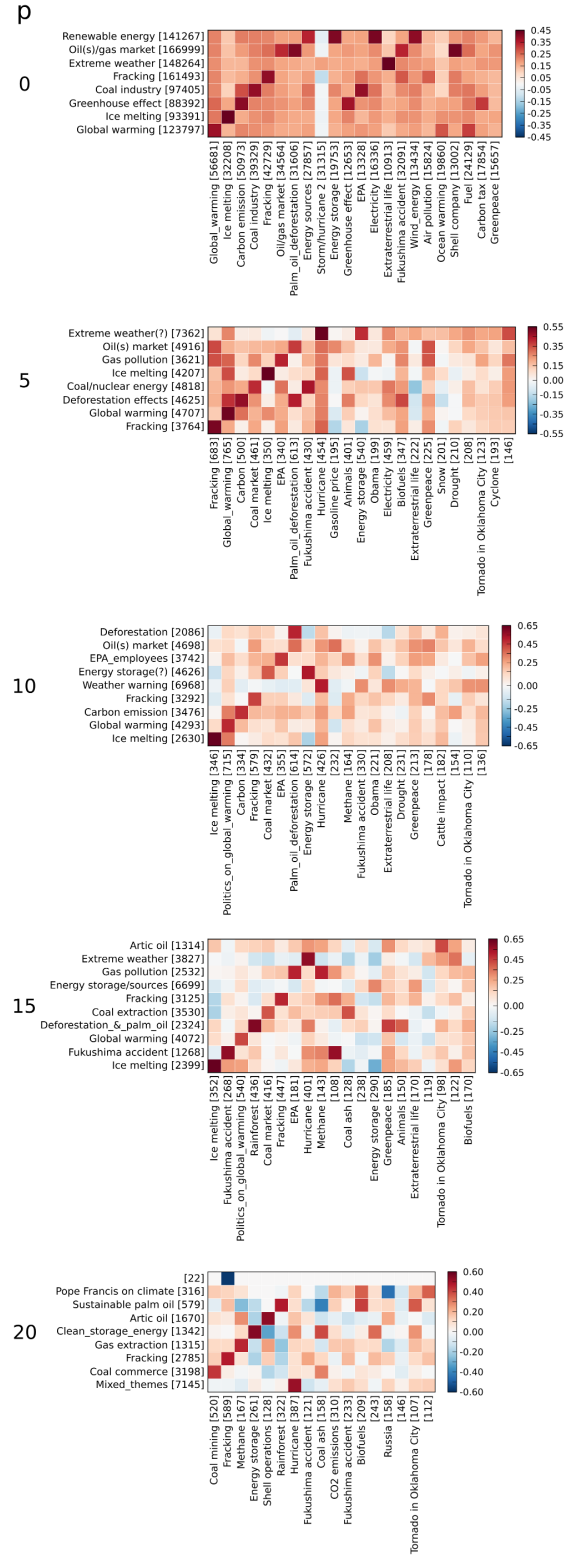 p
0
Renewable energy [141267]
Oil(s)/gas market [166999]
Extreme weather [148264]
Fracking [161493]
Coal industry [97405]
Greenhouse effect [88392]
Ice melting [93391]
Global warming [123797]
Global_warming [56681]
Ice melting [32208]
Carbon emission [50973]
Coal industry [39329]
Fracking [42729]
Oil/gas market [34564]
Palm_oil_deforestation [31606]
Energy sources [27857]
Storm/hurricane 2 [31315]
Energy storage [19753]
Greenhouse effect [12653]
EPA [13328]
Electricity [16336]
Extraterrestrial life [10913]
Fukushima accident [32091]
Wind_energy [13434]
Air pollution [15824]
Ocean warming [19860]
Shell company [13002]
Fuel [24129]
Carbon tax [17854]
Greenpeace [15657]
0.45
0.35
0.25
0.15
0.05
-0.05
-0.15
-0.25
-0.35
-0.45
5
Extreme weather(?) [7362]
Oil(s) market [4916]
Gas pollution [3621]
Ice melting [4207]
Coal/nuclear energy [4818]
Deforestation effects [4625]
Global warming [4707]
Fracking [3764]
Fracking [683]
Global_warming [765]
Carbon [500]
Coal market [461]
Ice melting [350]
EPA [340]
Palm_oil_deforestation [613]
Fukushima accident [430]
Hurricane [454]
Gasoline price [195]
Animals [401]
Energy storage [540]
Obama [199]
Electricity [459]
Biofuels [347]
Extraterrestrial life [222]
Greenpeace [225]
Snow [201]
Drought [210]
[208]
Tornado in Oklahoma City [123]
Cyclone [193]
[146]
0.55
0.35
0.15
-0.00
-0.15
-0.35
-0.55
10
Deforestation [2086]
Oil(s) market [4698]
EPA_employees [3742]
Energy storage(?) [4626]
Weather warning [6968]
Fracking [3292]
Carbon emission [3476]
Global warming [4293]
Ice melting [2630]
Ice melting [346]
Politics_on_global_warming [715]
Carbon [334]
Fracking [579]
Coal market [432]
EPA [355]
Palm_oil_deforestation [614]
Energy storage [572]
Hurricane [426]
[232]
Methane [164]
Fukushima accident [330]
Obama [221]
Extraterrestrial life [208]
Drought [231]
Greenpeace [213]
[178]
Cattle impact [182]
[154]
Tornado in Oklahoma City [110]
[136]
0.65
0.45
0.25
0.00
-0.25
-0.45
-0.65
15
Artic oil [1314]
Extreme weather [3827]
Gas pollution [2532]
Energy storage/sources [6699]
Fracking [3125]
Coal extraction [3530]
Deforestation_&_palm_oil [2324]
Global warming [4072]
Fukushima accident [1268]
Ice melting [2399]
Ice melting [352]
Fukushima accident [268]
Politics_on_global_warming [540]
Rainforest [436]
Coal market [416]
Fracking [447]
EPA [181]
Hurricane [401]
Methane [143]
[108]
Coal ash [128]
[238]
Energy storage [290]
Greenpeace [185]
Animals [150]
Extraterrestrial life [170]
[119]
Tornado in Oklahoma City [98]
[122]
Biofuels [170]
0.65
0.45
0.25
0.00
-0.25
-0.45
-0.65
20
[22]
Pope Francis on climate [316]
Sustainable palm oil [579]
Artic oil [1670]
Clean_storage_energy [1342]
Gas extraction [1315]
Fracking [2785]
Coal commerce [3198]
Mixed_themes [7145]
Coal mining [520]
Fracking [589]
Methane [167]
Energy storage [261]
Shell operations [128]
Rainforest [322]
Hurricane [387]
Fukushima accident [121]
Coal ash [158]
CO2 emissions [310]
Fukushima accident [233]
Biofuels [209]
[243]
Russia [158]
[146]
Tornado in Oklahoma City [107]
[112]
0.60
0.40
0.20
0.00
-0.20
-0.40
-0.60